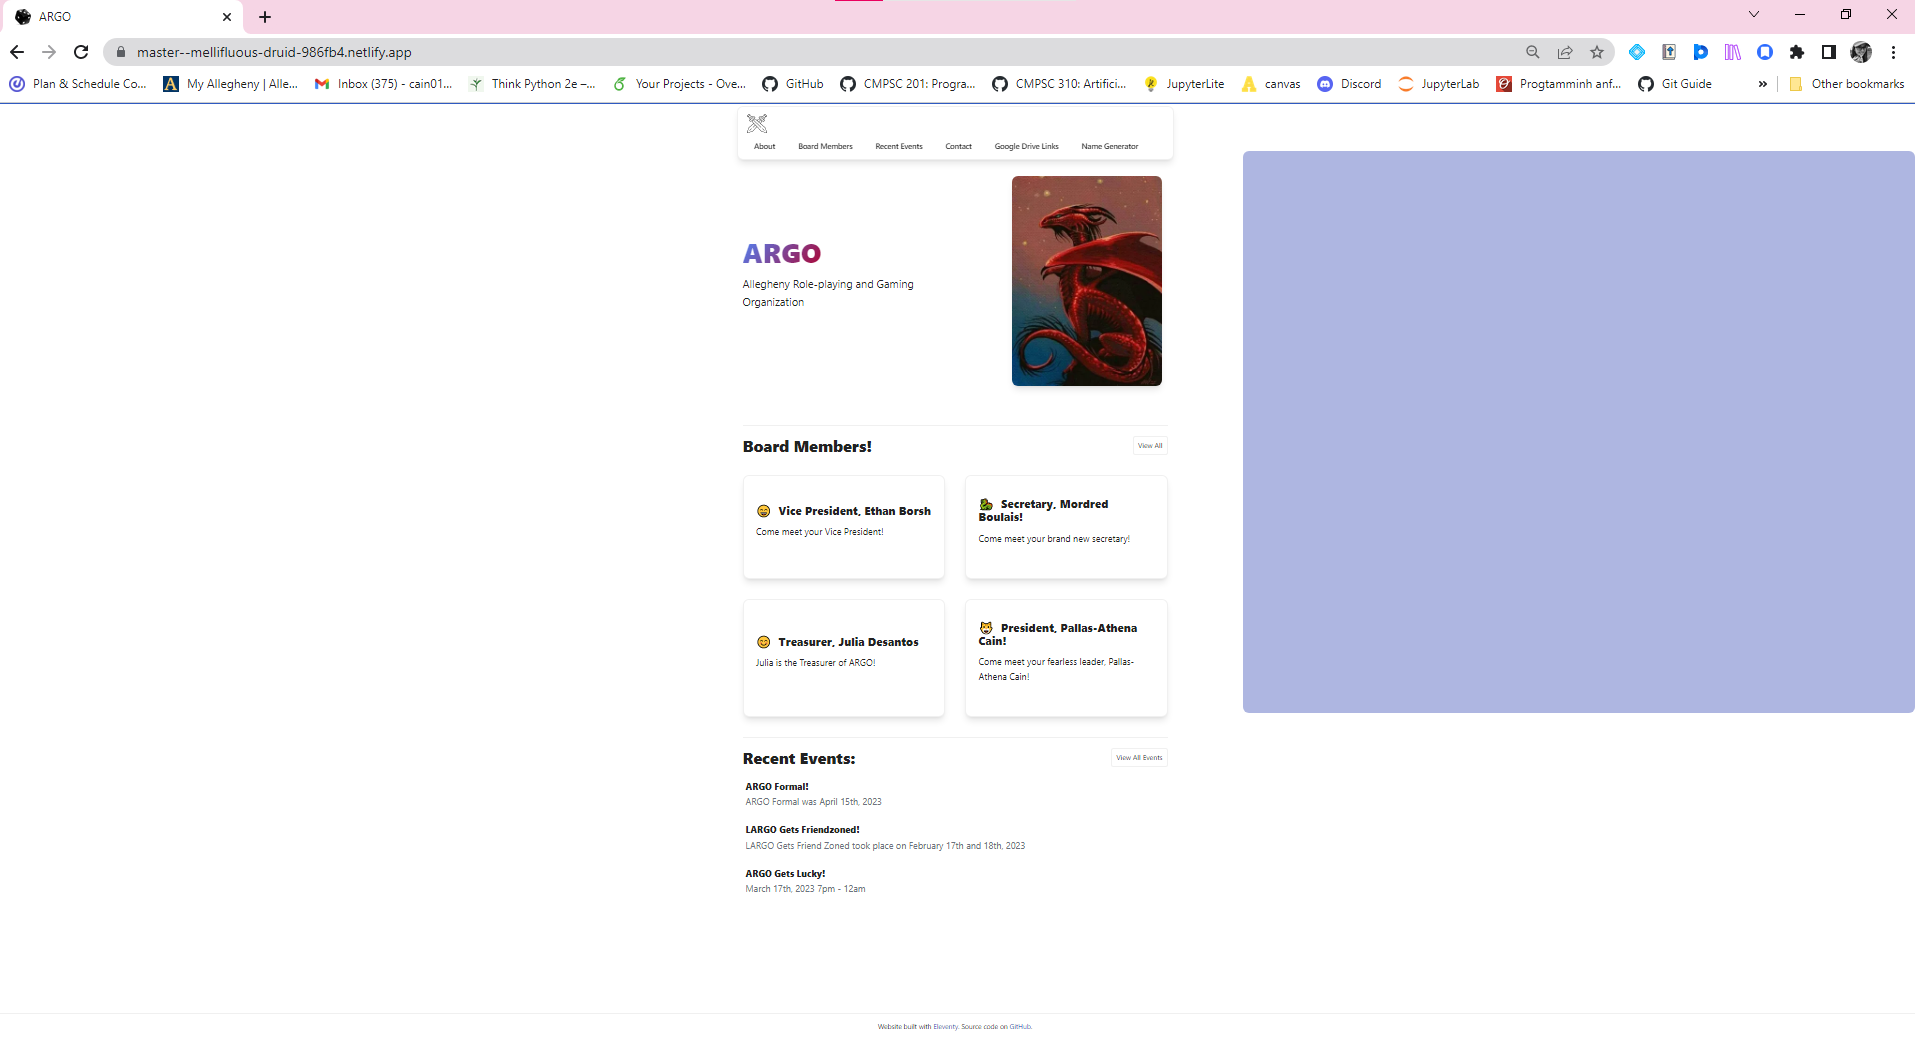 ARGO
master--mellifluous-druid-986fb4.netlify.app
Plan & Schedule Co... My Allegheny | Alle... Inbox (375) - cain01... Think Python 2e –... Your Projects - Ove... GitHub CMPSC 201: Progra... CMPSC 310: Artifici... JupyterLite canvas Discord JupyterLab Progtamminh anf... Git Guide » Other bookmarks
About Board Members Recent Events Contact Google Drive Links Name Generator
ARGO
Allegheny Role-playing and Gaming
Organization
Board Members!
View All
Vice President, Ethan Borsh
Come meet your Vice President!
Secretary, Mordred
Boulais!
Come meet your brand new secretary!
Treasurer, Julia Desantos
Julia is the Treasurer of ARGO!
President, Pallas-Athena
Cain!
Come meet your fearless leader, Pallas-
Athena Cain!
Recent Events:
View All Events
ARGO Formal!
ARGO Formal was April 15th, 2023
LARGO Gets Friendzoned!
LARGO Gets Friend Zoned took place on February 17th and 18th, 2023
ARGO Gets Lucky!
March 17th, 2023 7pm - 12am
Website built with Eleventy. Source code on GitHub.